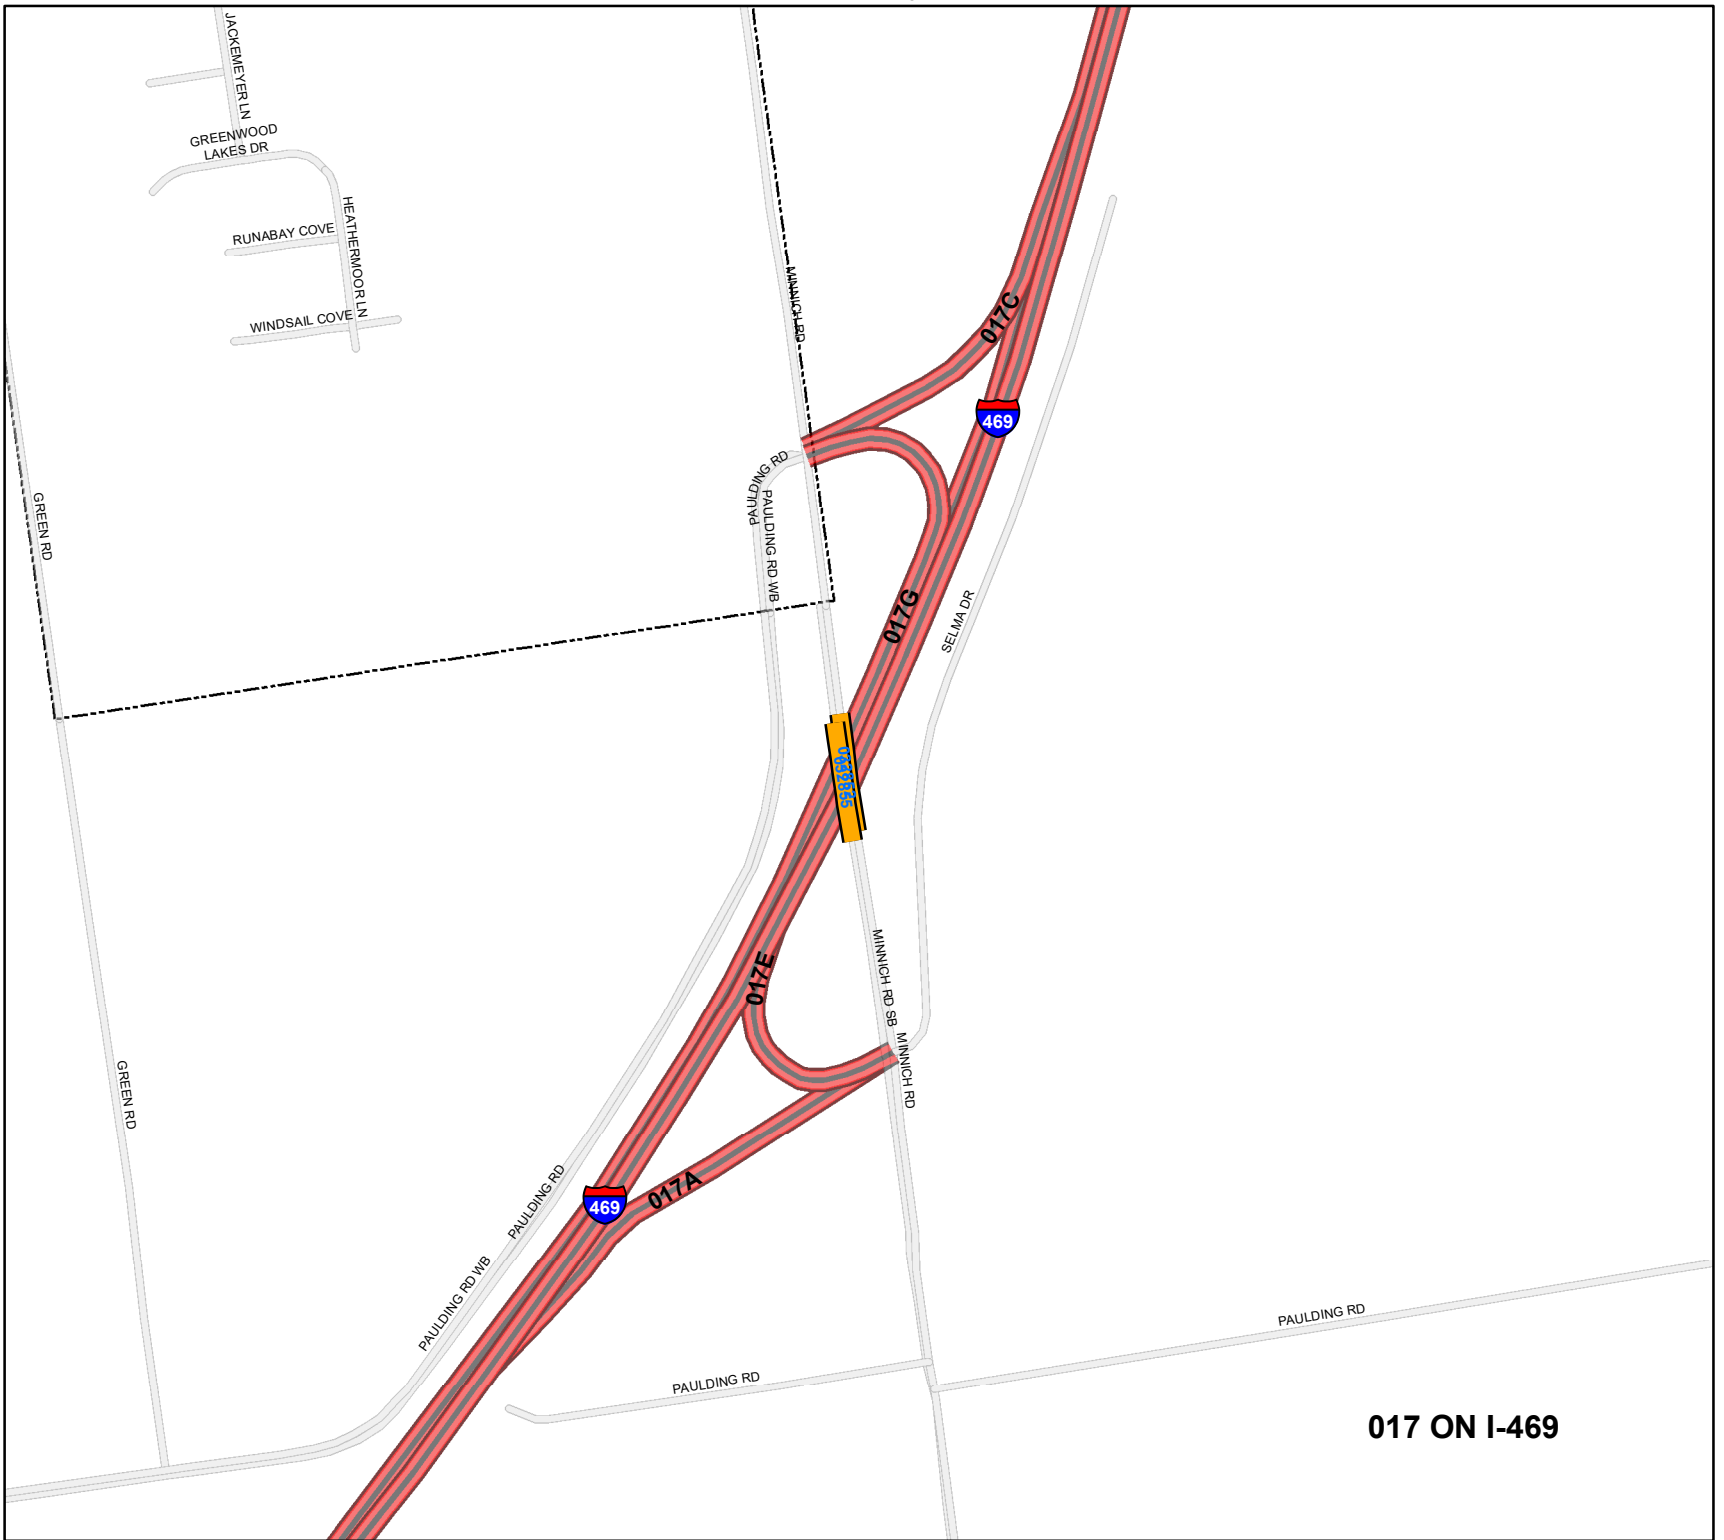 JACKEMEYER LN
GREENWOOD
LAKES DR
HEATHERMOOR LN
RUNABAY COVE
WINDSAIL COVE
MINNICH RD
017C
469
PAULDING RD
PAULDING RD WB
GREEN RD
017G
SELMA DR
MINNICH RD SB
017E
MINNICH RD
GREEN RD
PAULDING RD
017A
469
PAULDING RD WB
PAULDING RD
PAULDING RD
017 ON I-469